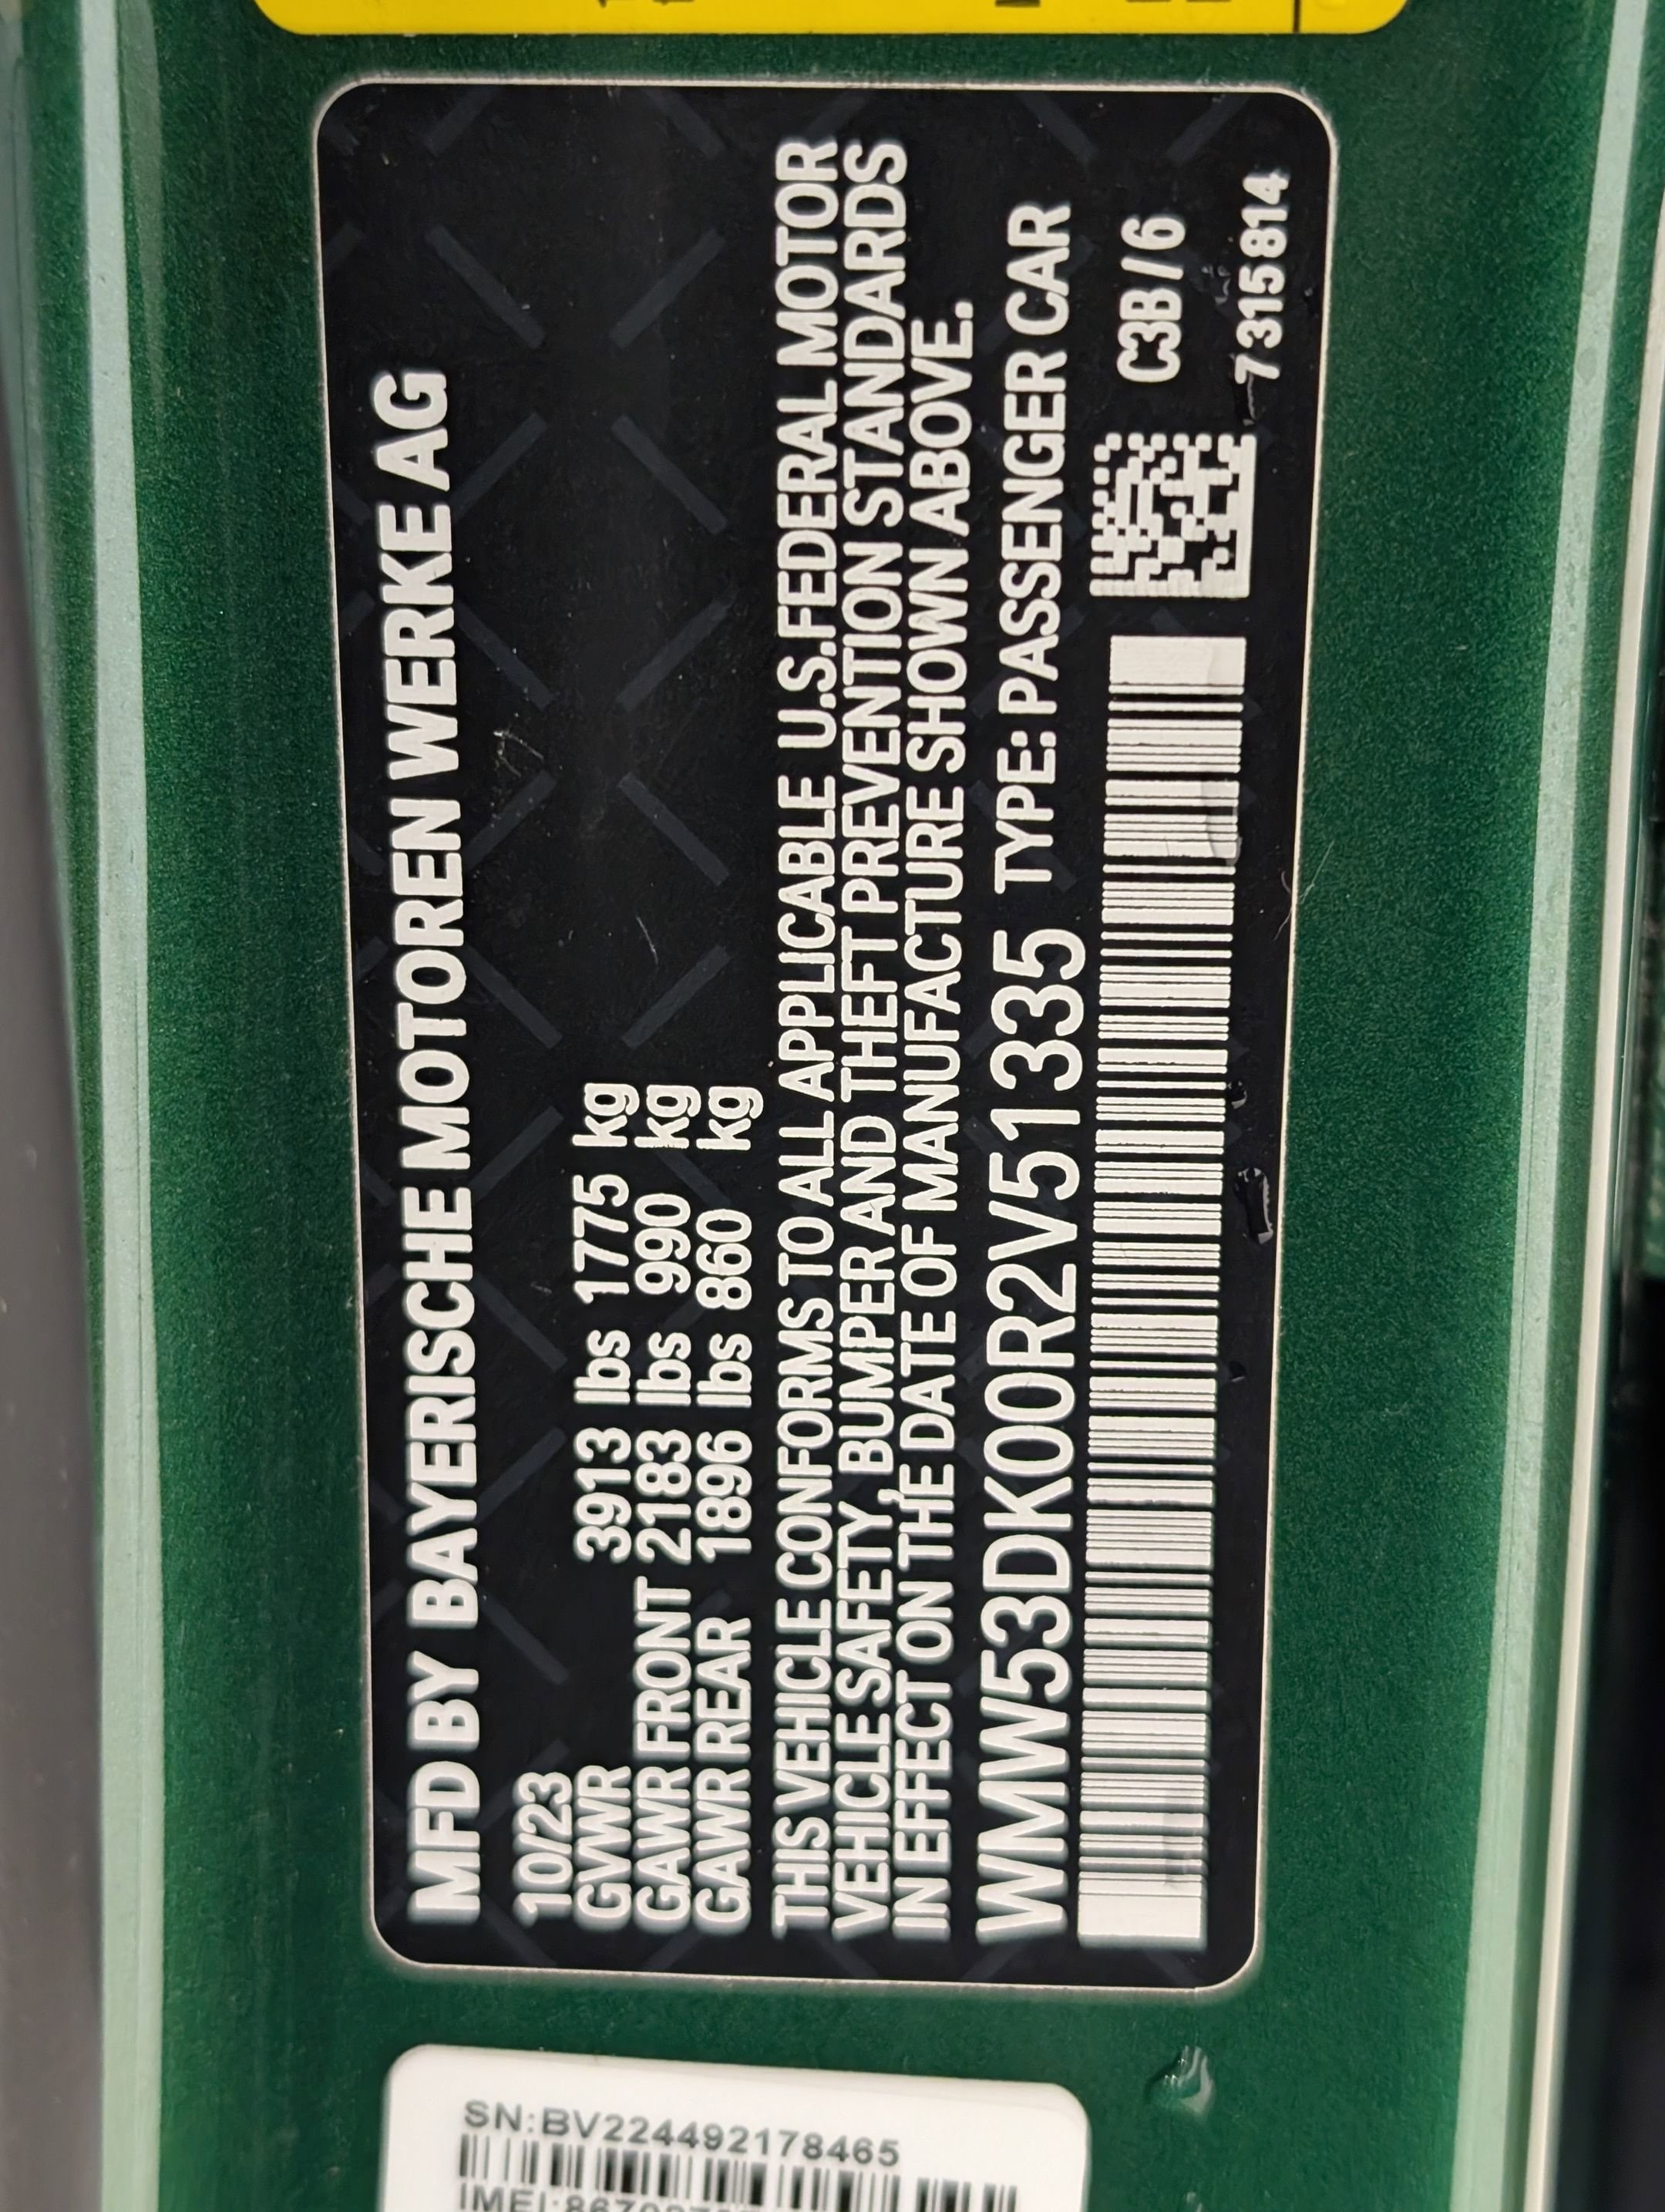 MFD BY BAYERISCHE MOTOREN WERKE AG
10/23
GVWR 3913 lbs 1775 kg
GAWR FRONT 2183 lbs 990 kg
GAWR REAR 1896 lbs 860 kg
THIS VEHICLE CONFORMS TO ALL APPLICABLE U.S.FEDERAL MOTOR
VEHICLE SAFETY, BUMPER AND THEFT PREVENTION STANDARDS
IN EFFECT ON THE DATE OF MANUFACTURE SHOWN ABOVE.
WMW53DK00R2V51335 TYPE: PASSENGER CAR
C3B/6
7315814
SN:BV224492178465